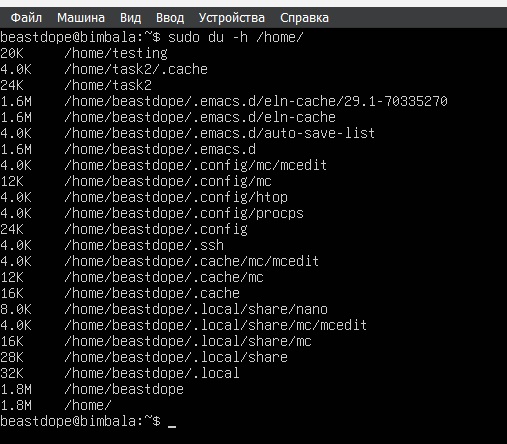 Файл Машина Вид Ввод Устройства Справка
beastdope@bimbala:~$ sudo du -h /home/
20K /home/testing
4.0K /home/task2/.cache
24K /home/task2
1.6M /home/beastdope/.emacs.d/eln-cache/29.1-70335270
1.6M /home/beastdope/.emacs.d/eln-cache
4.0K /home/beastdope/.emacs.d/auto-save-list
1.6M /home/beastdope/.emacs.d
4.0K /home/beastdope/.config/mc/mcedit
12K /home/beastdope/.config/mc
4.0K /home/beastdope/.config/htop
4.0K /home/beastdope/.config/procps
24K /home/beastdope/.config
4.0K /home/beastdope/.ssh
4.0K /home/beastdope/.cache/mc/mcedit
12K /home/beastdope/.cache/mc
16K /home/beastdope/.cache
8.0K /home/beastdope/.local/share/nano
4.0K /home/beastdope/.local/share/mc/mcedit
16K /home/beastdope/.local/share/mc
28K /home/beastdope/.local/share
32K /home/beastdope/.local
1.8M /home/beastdope
1.8M /home/
beastdope@bimbala:~$ _